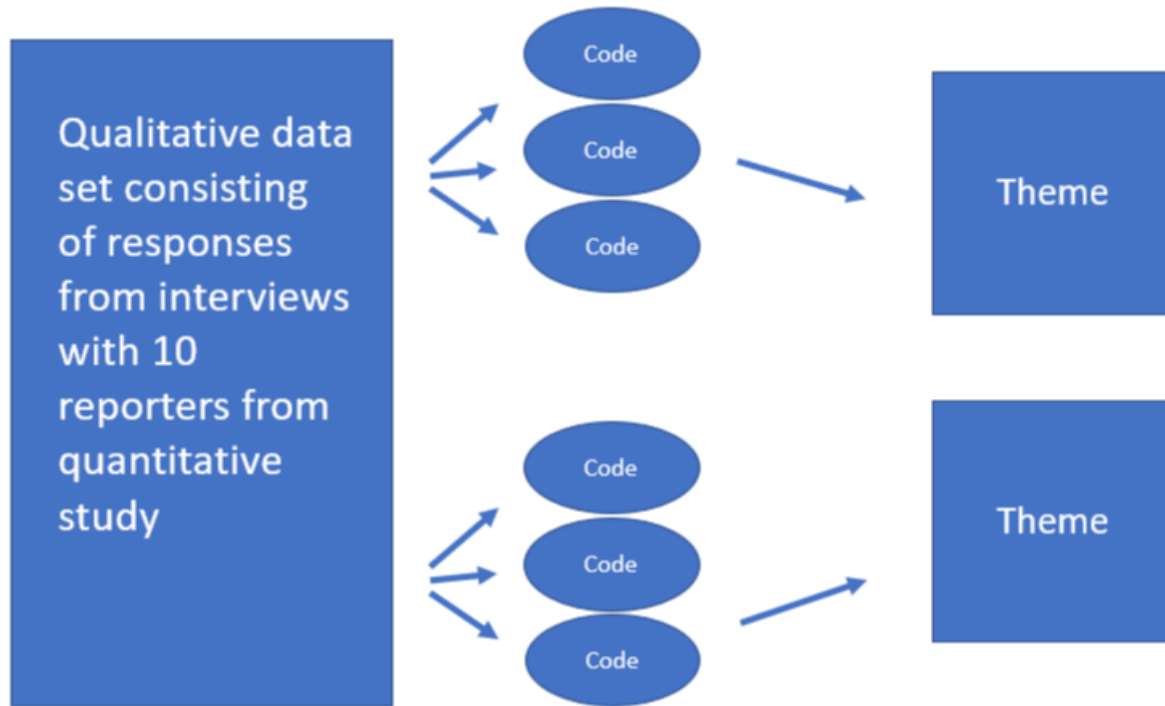 Qualitative data
set consisting
of responses
from interviews
with 10
reporters from
quantitative
study
Code
Code
Code
Theme
Code
Code
Code
Theme